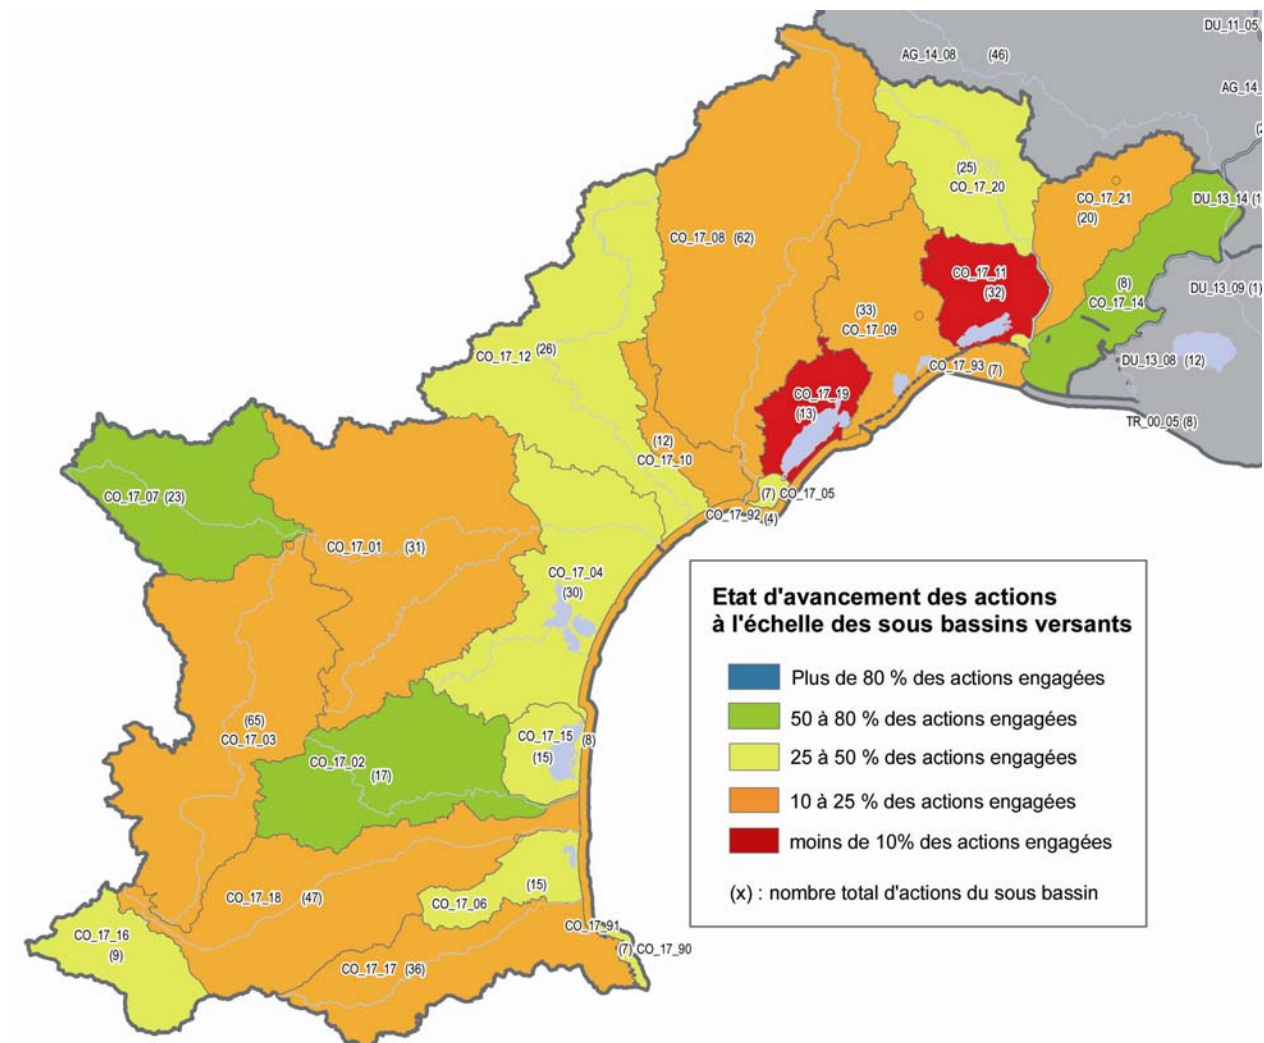 DU_11_05
AG_14_08 (46)
AG_14_
(2
(25)
CO_17_20
CO_17_21
(20)
DU_13_14 (1
CO_17_08 (62)
CO_17_11
(32)
(8)
CO_17_14
DU_13_09 (1)
(33)
CO_17_09
CO_17_12 (26)
CO_17_93 (7)
DU_13_08 (12)
CO_17_19
(13)
TR_00_05 (8)
(12)
CO_17_10
CO_17_07 (23)
(7) CO_17_05
CO_17_92 (4)
CO_17_01 (31)
CO_17_04
(30)
(65)
CO_17_03
CO_17_15 (8)
(15)
CO_17_02
(17)
CO_17_18 (47)
(15)
CO_17_06
CO_17_16
(9)
CO_17_91
(7) CO_17_90
CO_17_17 (36)
Etat d'avancement des actions
à l'échelle des sous bassins versants
Plus de 80 % des actions engagées
50 à 80 % des actions engagées
25 à 50 % des actions engagées
10 à 25 % des actions engagées
moins de 10% des actions engagées
(x) : nombre total d'actions du sous bassin